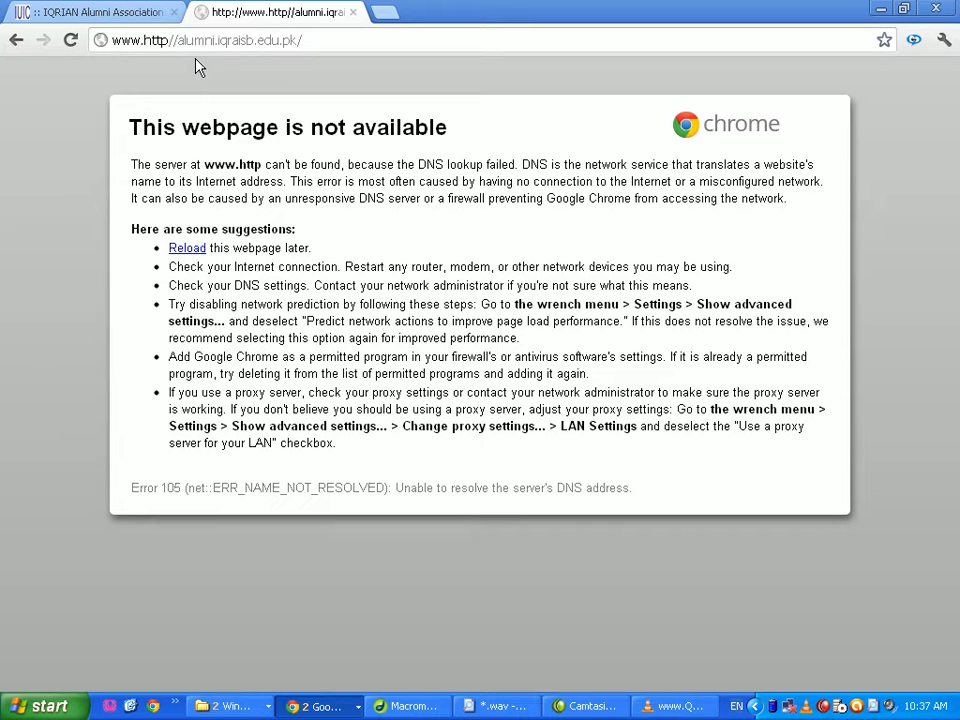 IUIC :: IQRIAN Alumni Association
http://www.http//alumni.iqrai
www.http//alumni.iqraisb.edu.pk/
This webpage is not available
chrome
The server at www.http can't be found, because the DNS lookup failed. DNS is the network service that translates a website's
name to its Internet address. This error is most often caused by having no connection to the Internet or a misconfigured network.
It can also be caused by an unresponsive DNS server or a firewall preventing Google Chrome from accessing the network.
Here are some suggestions:
• Reload this webpage later.
• Check your Internet connection. Restart any router, modem, or other network devices you may be using.
• Check your DNS settings. Contact your network administrator if you're not sure what this means.
• Try disabling network prediction by following these steps: Go to the wrench menu > Settings > Show advanced
settings... and deselect "Predict network actions to improve page load performance." If this does not resolve the issue, we
recommend selecting this option again for improved performance.
• Add Google Chrome as a permitted program in your firewall's or antivirus software's settings. If it is already a permitted
program, try deleting it from the list of permitted programs and adding it again.
• If you use a proxy server, check your proxy settings or contact your network administrator to make sure the proxy server
is working. If you don't believe you should be using a proxy server, adjust your proxy settings: Go to the wrench menu >
Settings > Show advanced settings... > Change proxy settings... > LAN Settings and deselect the "Use a proxy
server for your LAN" checkbox.
Error 105 (net::ERR_NAME_NOT_RESOLVED): Unable to resolve the server's DNS address.
start
2 Win...
2 Goo...
Macrom...
*.wav -...
Camtasi...
www.Q...
EN
10:37 AM